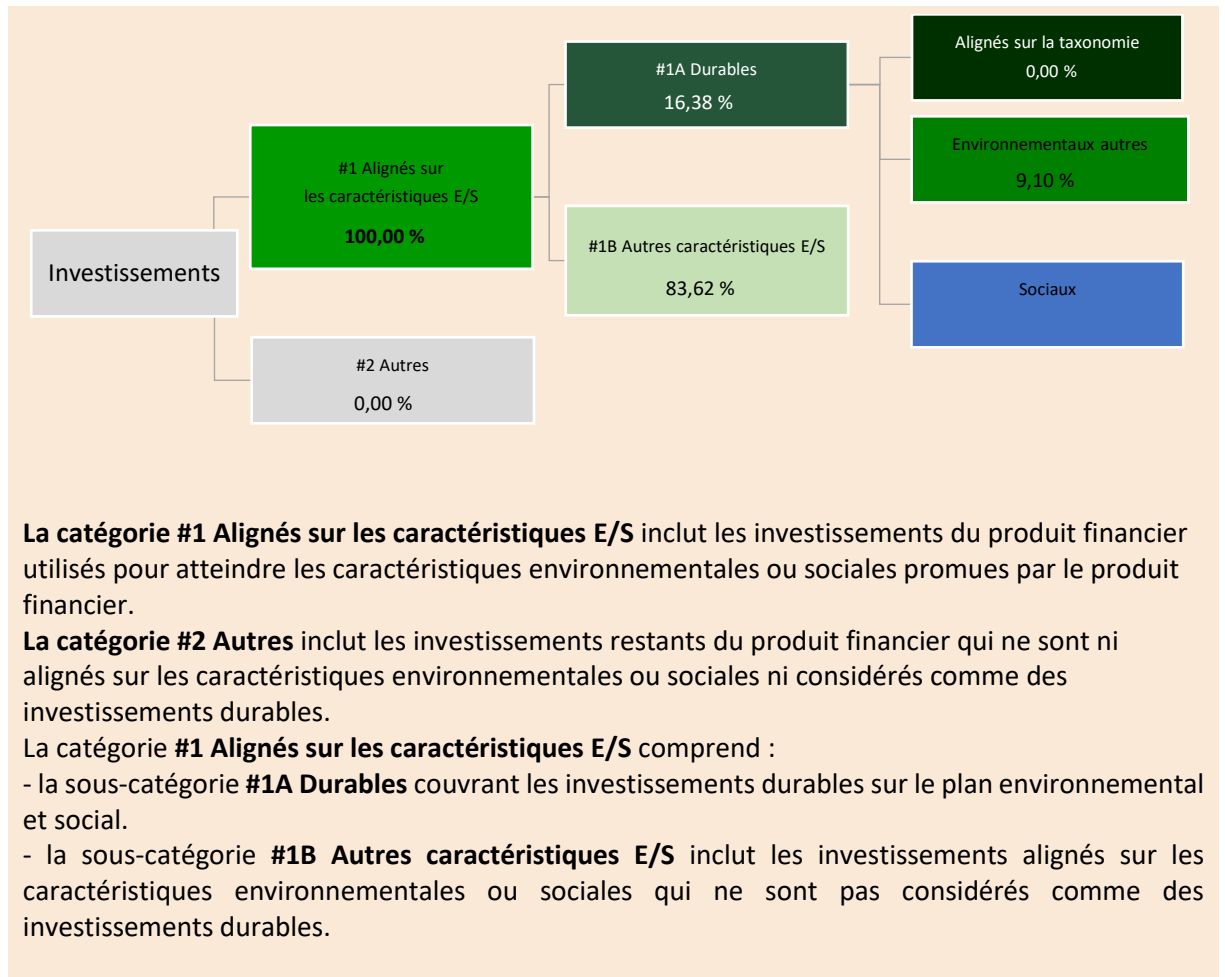 Investissements
#1 Alignés sur
les caractéristiques E/S
100,00 %
#2 Autres
0,00 %
#1A Durables
16,38 %
#1B Autres caractéristiques E/S
83,62 %
Alignés sur la taxonomie
0,00 %
Environnementaux autres
9,10 %
Sociaux
La catégorie #1 Alignés sur les caractéristiques E/S inclut les investissements du produit financier
utilisés pour atteindre les caractéristiques environnementales ou sociales promues par le produit
financier.
La catégorie #2 Autres inclut les investissements restants du produit financier qui ne sont ni
alignés sur les caractéristiques environnementales ou sociales ni considérés comme des
investissements durables.
La catégorie #1 Alignés sur les caractéristiques E/S comprend :
- la sous-catégorie #1A Durables couvrant les investissements durables sur le plan environnemental
et social.
- la sous-catégorie #1B Autres caractéristiques E/S inclut les investissements alignés sur les
caractéristiques environnementales ou sociales qui ne sont pas considérés comme des
investissements durables.